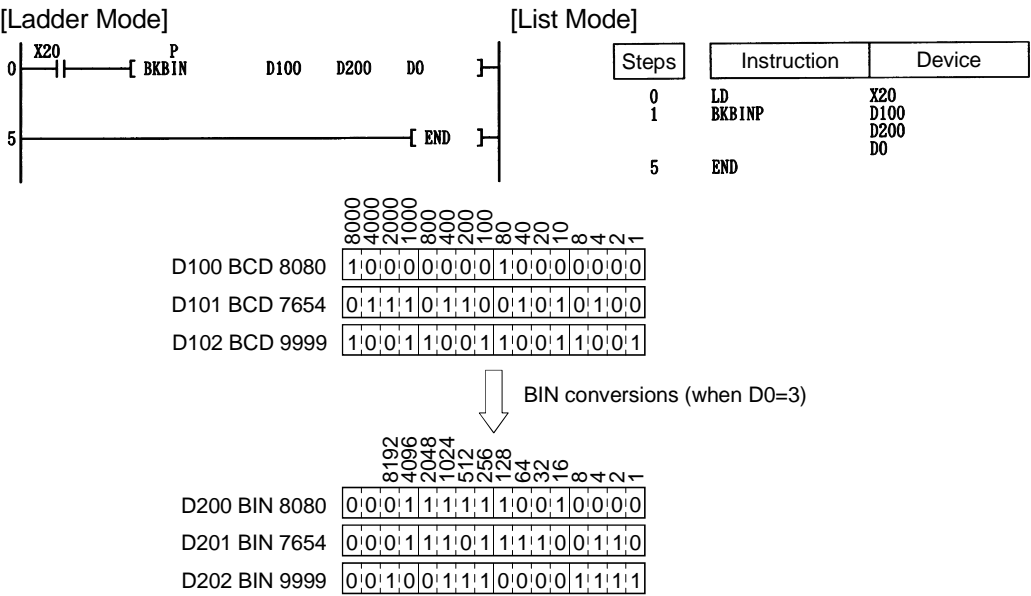 [Ladder Mode] [List Mode]
X20 P
0 BKBIN D100 D200 D0
5 END
Steps Instruction Device
0 LD X20
1 BKBINP D100
D200
D0
5 END
8000 4000 2000 1000 800 400 200 100 80 40 20 10 8 4 2 1
D100 BCD 8080 1 0 0 0 0 0 0 0 1 0 0 0 0 0 0 0
D101 BCD 7654 0 1 1 1 0 1 1 0 0 1 0 1 0 1 0 0
D102 BCD 9999 1 0 0 1 1 0 0 1 1 0 0 1 1 0 0 1
BIN conversions (when D0=3)
8192 4096 2048 1024 512 256 128 64 32 16 8 4 2 1
D200 BIN 8080 0 0 0 1 1 1 1 1 1 0 0 1 0 0 0 0
D201 BIN 7654 0 0 0 1 1 1 0 1 1 1 1 0 0 1 1 0
D202 BIN 9999 0 0 1 0 0 1 1 1 0 0 0 0 1 1 1 1